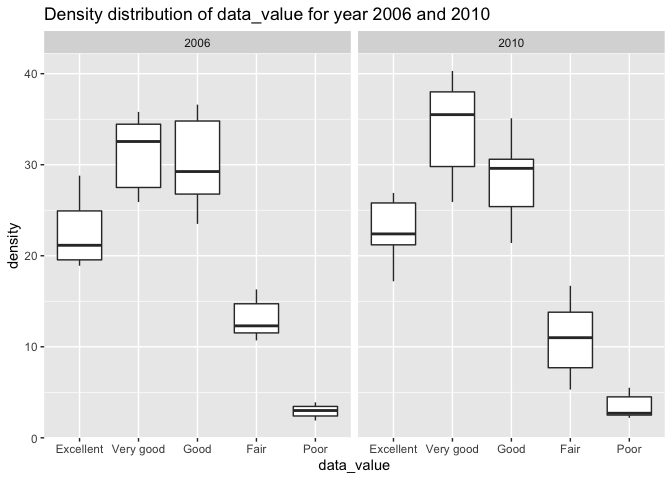 Density distribution of data_value for year 2006 and 2010
2006 2010
density
40
30
20
10
0
Excellent Very good Good Fair Poor Excellent Very good Good Fair Poor
data_value